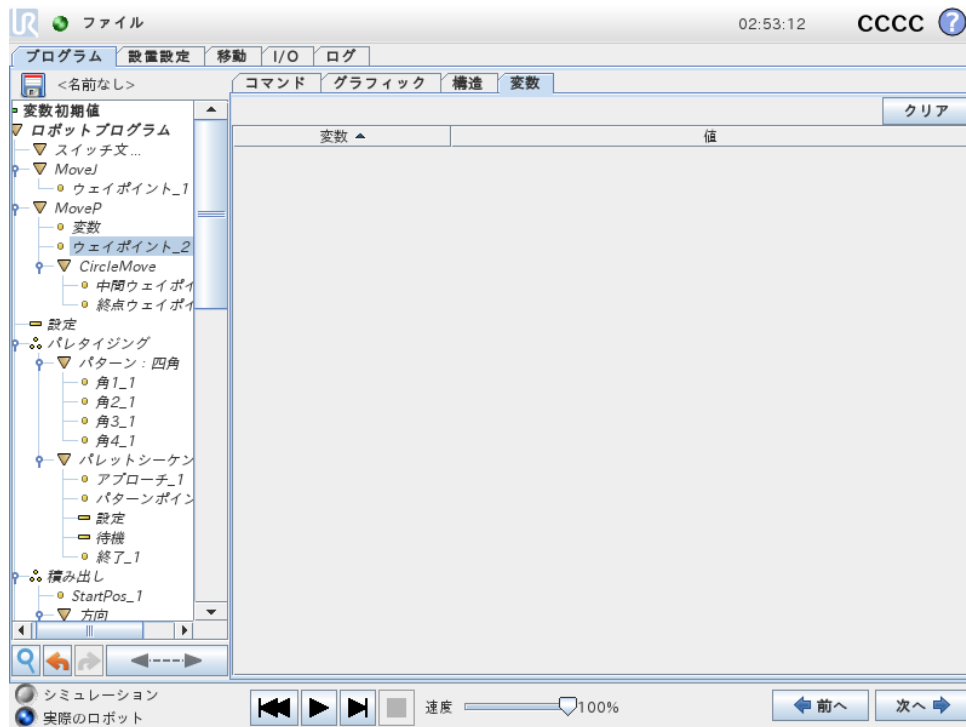 UR ファイル 02:53:12 CCCC ?
プログラム 設置設定 移動 I/O ログ
<名前なし> コマンド グラフィック 構造 変数
クリア
変数 値
変数初期値
ロボットプログラム
スイッチ文...
MoveJ
ウェイポイント_1
MoveP
変数
ウェイポイント_2
CircleMove
中間ウェイポイ
終点ウェイポイ
設定
パレタイジング
パターン：四角
角1_1
角2_1
角3_1
角4_1
パレットシーケン
アプローチ_1
パターンポイン
設定
待機
終了_1
積み出し
StartPos_1
方向
シミュレーション
実際のロボット
速度 100% 前へ 次へ